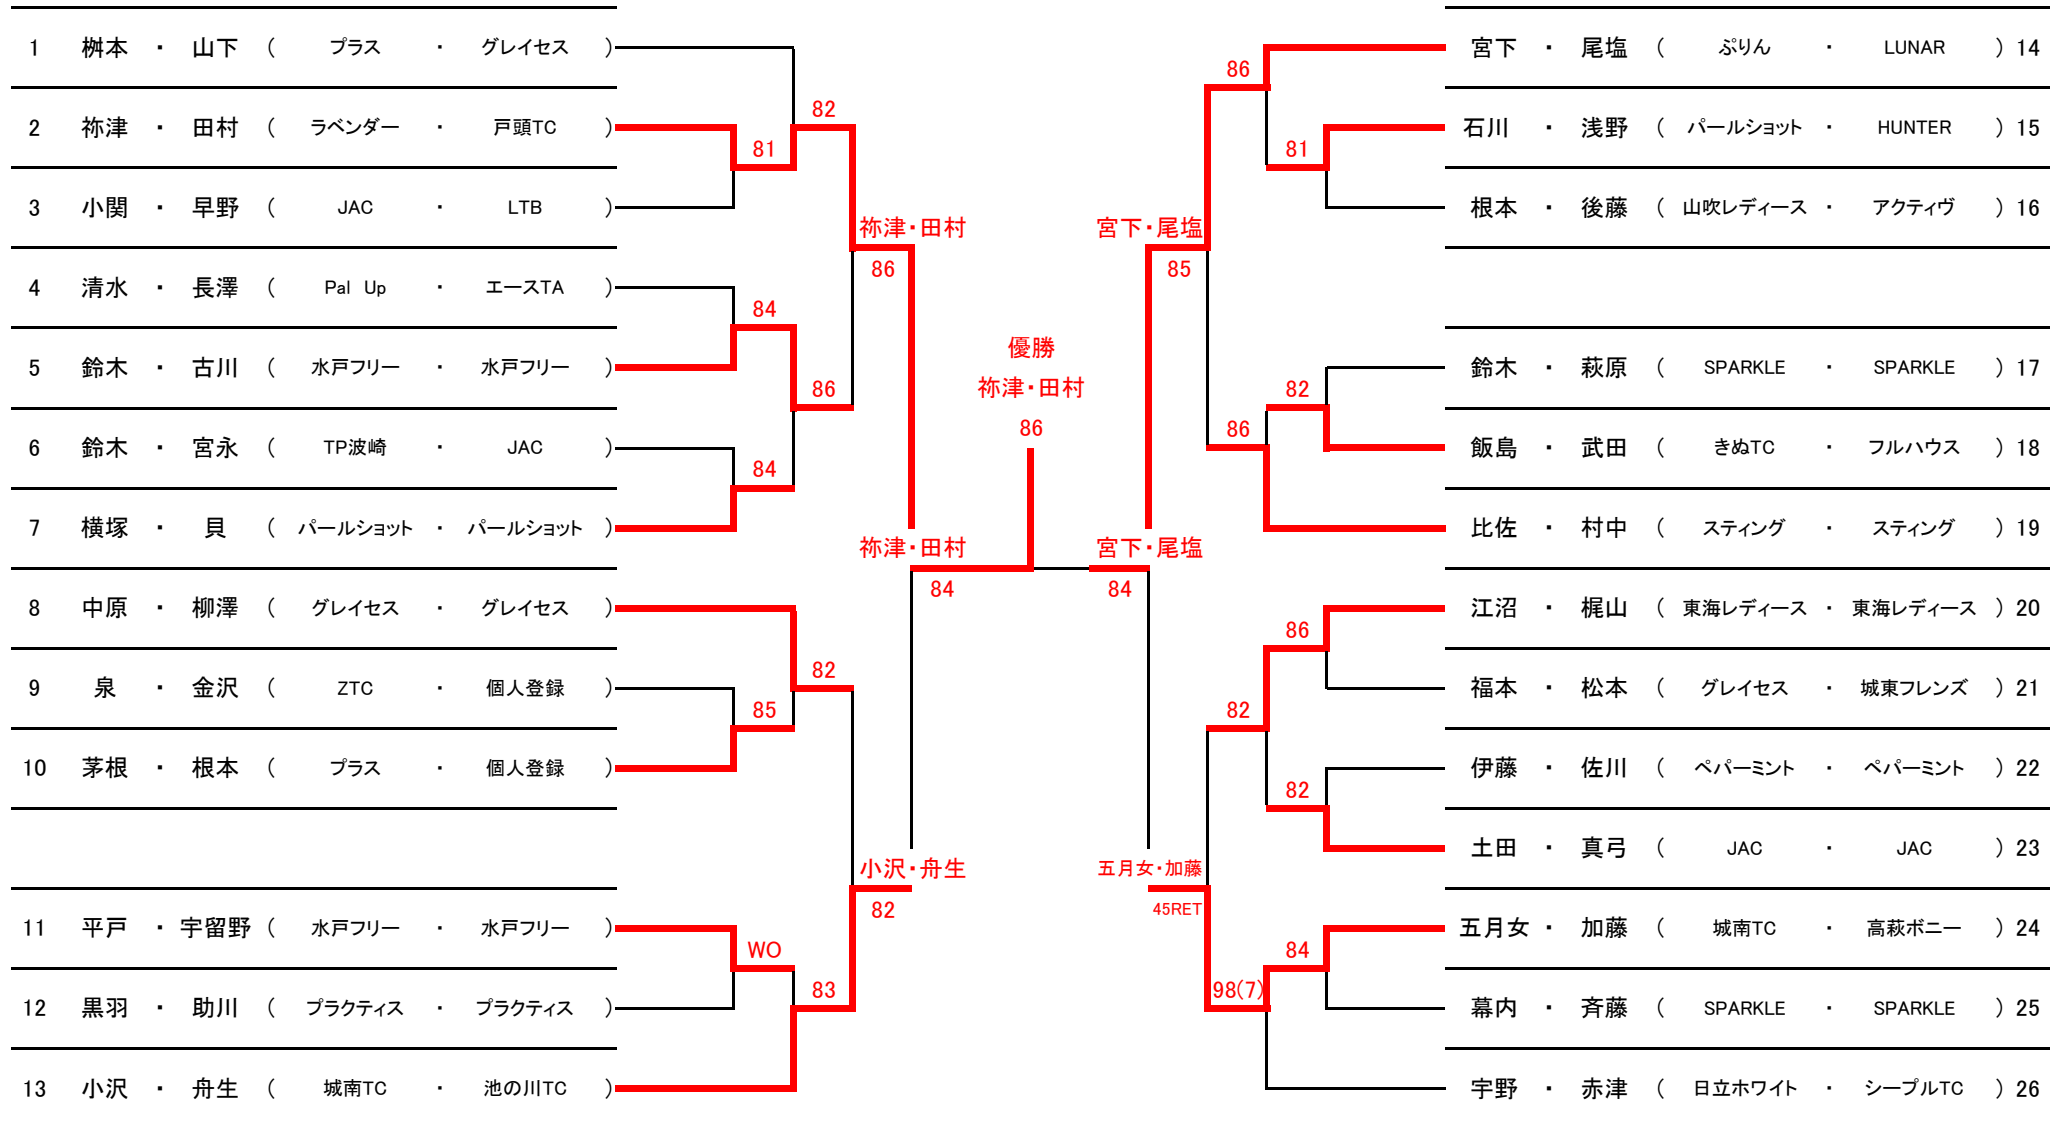 1 桝本 ・ 山下 ( プラス ・ グレイセス )
2 祢津 ・ 田村 ( ラベンダー ・ 戸頭TC )
3 小関 ・ 早野 ( JAC ・ LTB )
4 清水 ・ 長澤 ( Pal Up ・ エースTA )
5 鈴木 ・ 古川 ( 水戸フリー ・ 水戸フリー )
6 鈴木 ・ 宮永 ( TP波崎 ・ JAC )
7 横塚 ・ 貝 ( パールショット ・ パールショット )
8 中原 ・ 柳澤 ( グレイセス ・ グレイセス )
9 泉 ・ 金沢 ( ZTC ・ 個人登録 )
10 茅根 ・ 根本 ( プラス ・ 個人登録 )
11 平戸 ・ 宇留野 ( 水戸フリー ・ 水戸フリー )
12 黒羽 ・ 助川 ( プラクティス ・ プラクティス )
13 小沢 ・ 舟生 ( 城南TC ・ 池の川TC )
81
84
84
85
WO
82
86
82
83
祢津・田村
86
小沢・舟生
82
祢津・田村
84
優勝
祢津・田村
86
宮下・尾塩
84
宮下・尾塩
85
五月女・加藤
45RET
86
86
82
98(7)
81
82
86
82
84
宮下 ・ 尾塩 ( ぷりん ・ LUNAR ) 14
石川 ・ 浅野 ( パールショット ・ HUNTER ) 15
根本 ・ 後藤 ( 山吹レディース ・ アクティヴ ) 16
鈴木 ・ 萩原 ( SPARKLE ・ SPARKLE ) 17
飯島 ・ 武田 ( きぬTC ・ フルハウス ) 18
比佐 ・ 村中 ( スティング ・ スティング ) 19
江沼 ・ 梶山 ( 東海レディース ・ 東海レディース ) 20
福本 ・ 松本 ( グレイセス ・ 城東フレンズ ) 21
伊藤 ・ 佐川 ( ペパーミント ・ ペパーミント ) 22
土田 ・ 真弓 ( JAC ・ JAC ) 23
五月女 ・ 加藤 ( 城南TC ・ 高萩ボニー ) 24
幕内 ・ 斉藤 ( SPARKLE ・ SPARKLE ) 25
宇野 ・ 赤津 ( 日立ホワイト ・ シープルTC ) 26